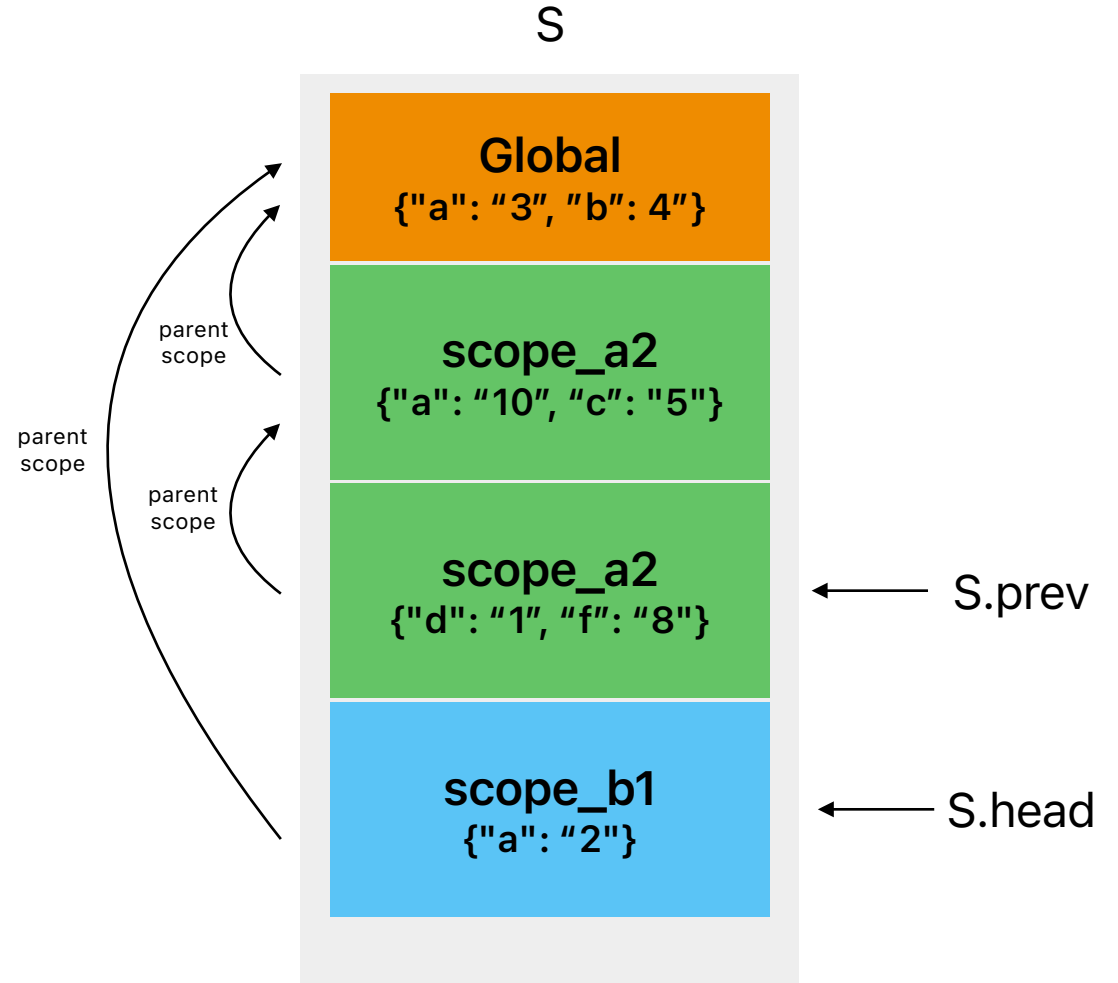 S
Global
{"a": “3”, ”b”: 4”}
parent
scope
scope_a2
{"a": “10”, “c”: "5"}
parent
scope
parent
scope
scope_a2
{"d": “1”, “f”: “8"}
S.prev
scope_b1
{"a": “2"}
S.head